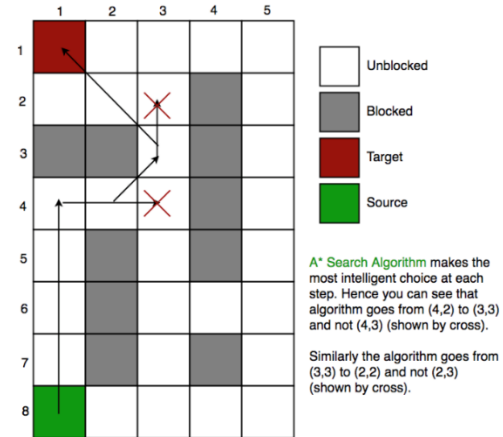 1 2 3 4 5
1
2
3
4
5
6
7
8
Unblocked
Blocked
Target
Source
A* Search Algorithm makes the
most intelligent choice at each
step. Hence you can see that
algorithm goes from (4,2) to (3,3)
and not (4,3) (shown by cross).
Similarly the algorithm goes from
(3,3) to (2,2) and not (2,3)
(shown by cross).